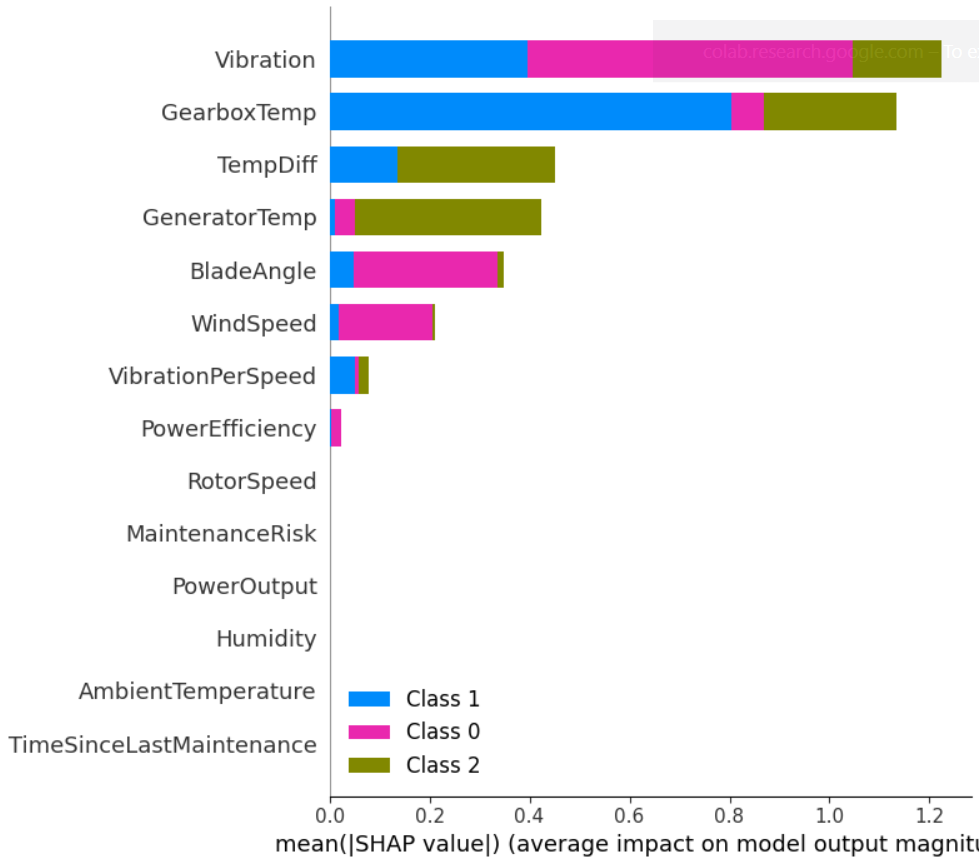 colab.research.google.com – To e
Vibration
GearboxTemp
TempDiff
GeneratorTemp
BladeAngle
WindSpeed
VibrationPerSpeed
PowerEfficiency
RotorSpeed
MaintenanceRisk
PowerOutput
Humidity
AmbientTemperature
TimeSinceLastMaintenance
Class 1
Class 0
Class 2
0.0 0.2 0.4 0.6 0.8 1.0 1.2
mean(|SHAP value|) (average impact on model output magnitu